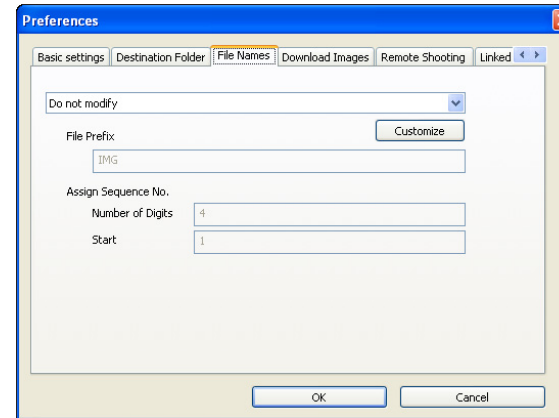 Preferences
Basic settings Destination Folder File Names Download Images Remote Shooting Linked
Do not modify
Customize
File Prefix
IMG
Assign Sequence No.
Number of Digits 4
Start 1
OK Cancel